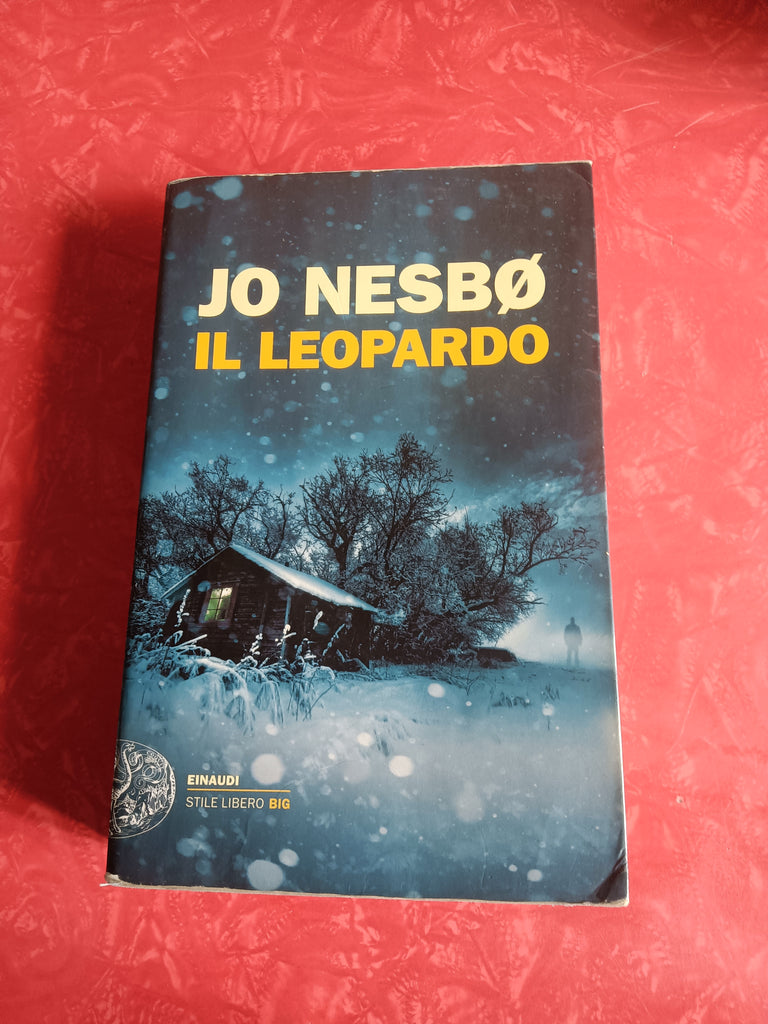 JO NESBØ
IL LEOPARDO
EINAUDI
STILE LIBERO BIG